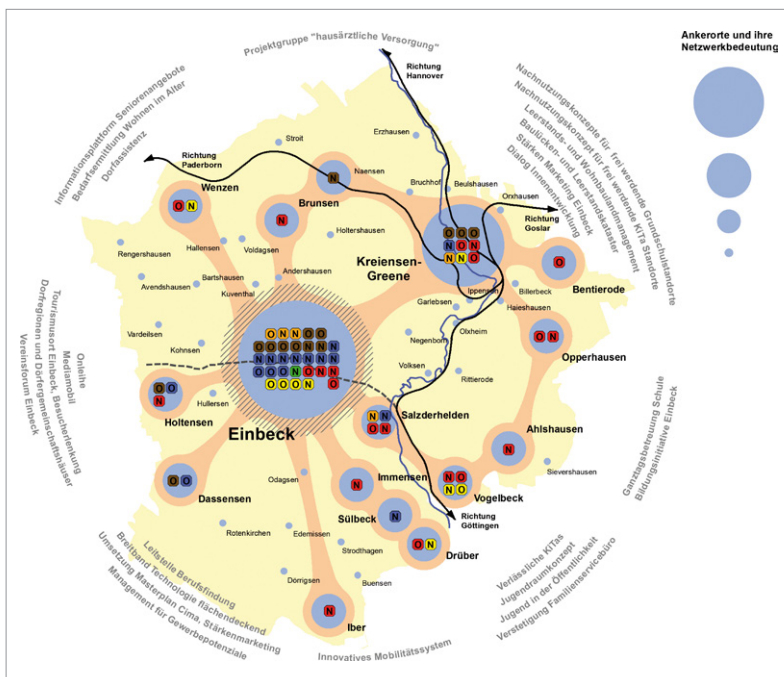 Ankerorte und ihre
Netzwerkbedeutung
Projektgruppe "hausärztliche Versorgung"
Richtung
Hannover
Informationsplattform Seniorenangebote
Bedarfsermittlung Wohnen im Alter
Dorfassistenz
Nachnutzungskonzepte für frei werdende Grundschulstandorte
Nachnutzungskonzept für frei werdende KiTa Standorte
Leerstands- und Wohnbaulandmanagement
Baulücken- und Leerstandskataster
Stärken Marketing Einbeck
Dialog Innenentwicklung
Stroit
Erzhausen
Richtung
Paderborn
Naensen
N
Bruchhof
Beulshausen
Wenzen
O N
Brunsen
N
Orxhausen
Richtung
Goslar
Holtershausen
O O O
N O N
N N O
Kreiensen-
Greene
Rengershausen
Hallensen
Voldagsen
Avendshausen
Bartshausen
Andershausen
Kuventhal
Ippensen
Billerbeck
Haieshausen
O
Bentierode
Garlebsen
Olxheim
Vardeilsen
Kohnsen
O N N O O
O O O O N N N
N N N N N N N
O O O N O N N
O O O O O
Negenborn
O N
Opperhausen
Volksen
Rittierode
Onleihe
Mediamobil
Tourismusort Einbeck, Besucherlenkung
Dorfregionen und Dorfgemeinschaftshäuser
Vereinsforum Einbeck
O O
N
Holtensen
Hullersen
Einbeck
N N
O N
Salzderhelden
Ahlshausen
N
Sievershausen
Ganztagsbetreuung Schule
Bildungsinitiative Einbeck
O O
Dassensen
Odagsen
Immensen
N
N O
N O
Vogelbeck
Sülbeck
N
Richtung
Göttingen
Rotenkirchen
Edemissen
Strodthagen
O N
Drüber
Dörrigsen
Buensen
N
Iber
Leitstelle Berufsfindung
Breitband Technologie flächendeckend
Umsetzung Masterplan Cima, Stärkenmarketing
Management für Gewerbepotenziale
Verlässliche KiTas
Jugendraumkonzept
Jugend in der Öffentlichkeit
Verstetigung Familienservicebüro
Innovatives Mobilitätssystem